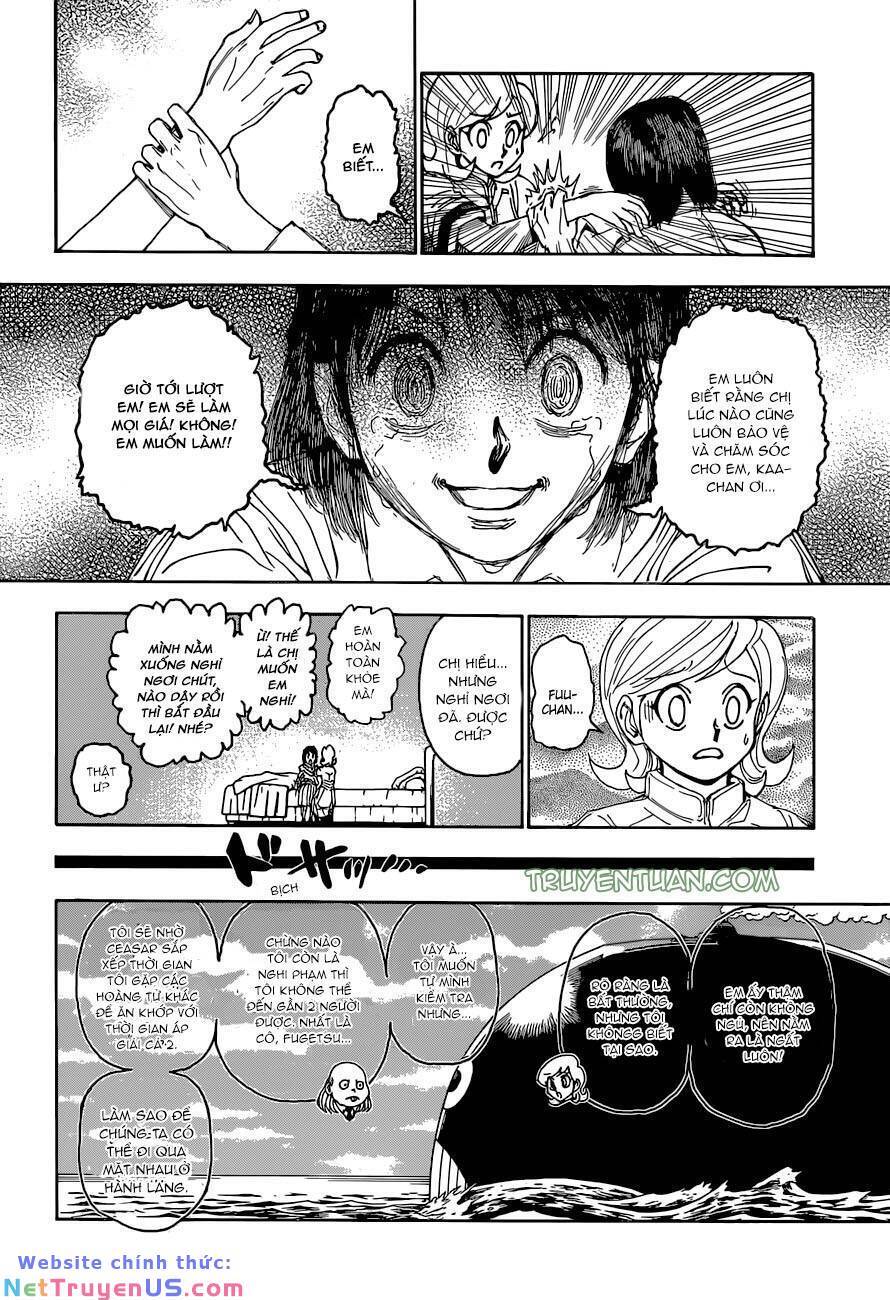 EM
BIẾT...
EM LUÔN
BIẾT RẰNG CHỊ
LÚC NÀO CŨNG
LUÔN BẢO VỆ
VÀ CHĂM SÓC
CHO EM, KAA-
CHAN ƠI...
GIỜ TỚI LƯỢT
EM! EM SẼ LÀM
MỌI GIÁ! KHÔNG!
EM MUỐN LÀM!!
FUU-
CHAN...
CHỊ HIỂU...
NHƯNG
NGHỈ NGƠI
ĐÃ. ĐƯỢC
CHỨ?
EM
HOÀN
TOÀN
KHỎE
MÀ!
Ừ! THẾ
LÀ CHỊ
MUỐN
EM
NGHỈ!
MÌNH NẰM
XUỐNG NGHỈ
NGƠI CHÚT,
NÀO DẬY RỒI
THÌ BẮT ĐẦU
LẠI! NHÉ?
THẬT
Ư?
ドサッ
BỊCH
TRUYENTUAN.COM
EM ẤY THẬM
CHÍ CÒN KHÔNG
NGỦ, NÊN NẰM
RA LÀ NGẤT
LUÔN!
RÕ RÀNG LÀ
BẤT THƯỜNG,
NHƯNG TÔI
KHÔNGG BIẾT
TẠI SAO.
VẬY À...
TÔI MUỐN
TỰ MÌNH
KIỂM TRA
NHƯNG...
CHỪNG NÀO
TÔI CÒN LÀ
NGHI PHẠM THÌ
TÔI KHÔNG THỂ
ĐẾN GẦN 2 NGƯỜI
ĐƯỢC. NHẤT LÀ
CÔ, FUGETSU...
TÔI SẼ NHỜ
CEASAR SẮP
XẾP THỜI GIAN
TÔI GẶP CÁC
HOÀNG TỬ KHÁC
ĐỂ ĂN KHỚP VỚI
THỜI GIAN ÁP
GIẢI CẢ 2.
LÀM SAO ĐỂ
CHÚNG TA CÓ
THỂ ĐI QUA
MẶT NHAU Ở
HÀNH LANG.
Website chính thức:
NetTruyenUS.com